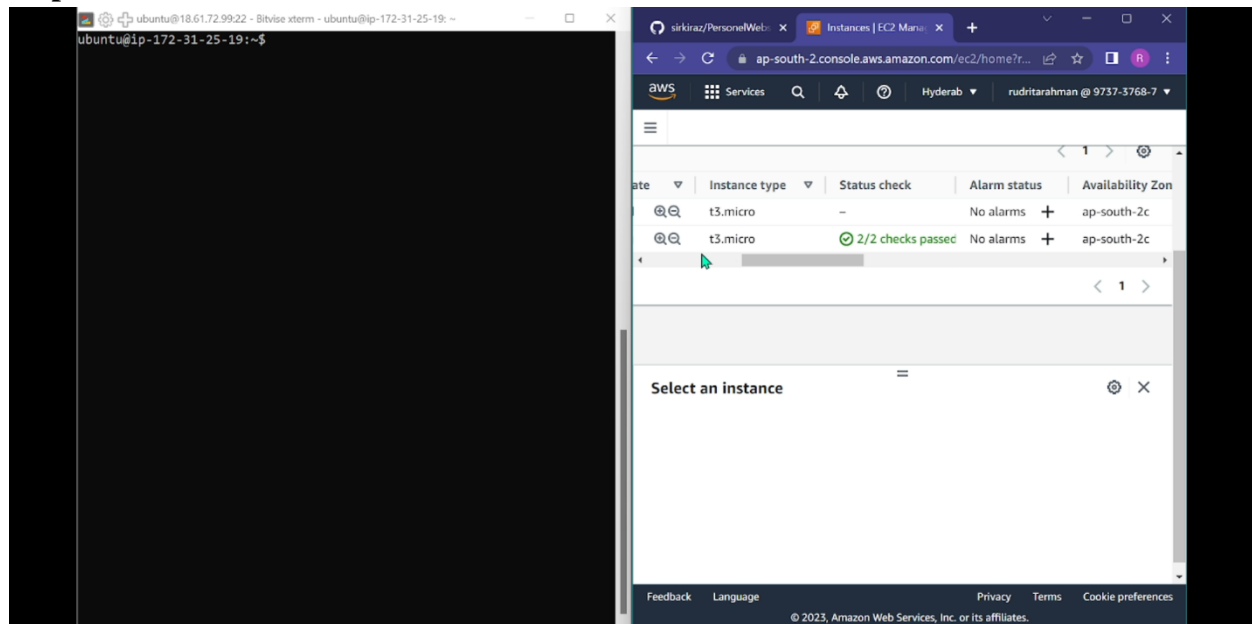 ubuntu@18.61.72.99:22 - Bitvise xterm - ubuntu@ip-172-31-25-19: ~
ubuntu@ip-172-31-25-19:~$
sirkiraz/PersonelWebs
Instances | EC2 Manag
ap-south-2.console.aws.amazon.com/ec2/home?r...
R
aws Services Hyderab rudritarahman @ 9737-3768-7
1
ate Instance type Status check Alarm status Availability Zon
t3.micro – No alarms + ap-south-2c
t3.micro 2/2 checks passed No alarms + ap-south-2c
1
Select an instance
Feedback Language Privacy Terms Cookie preferences
© 2023, Amazon Web Services, Inc. or its affiliates.